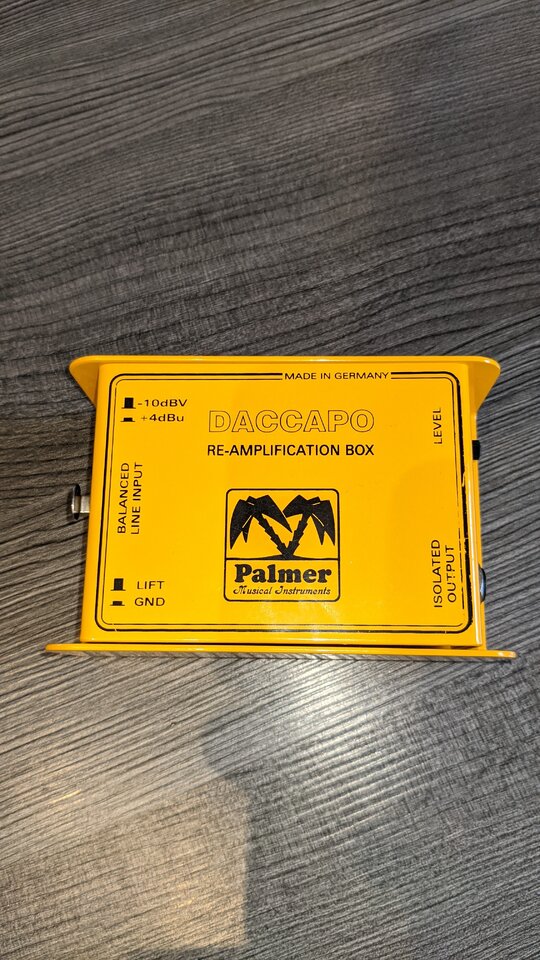 MADE IN GERMANY
-10dBV
+4dBu
DACCAPO
RE-AMPLIFICATION BOX
LEVEL
BALANCED
LINE INPUT
LIFT
GND
Palmer
Musical Instruments
ISOLATED
OUTPUT